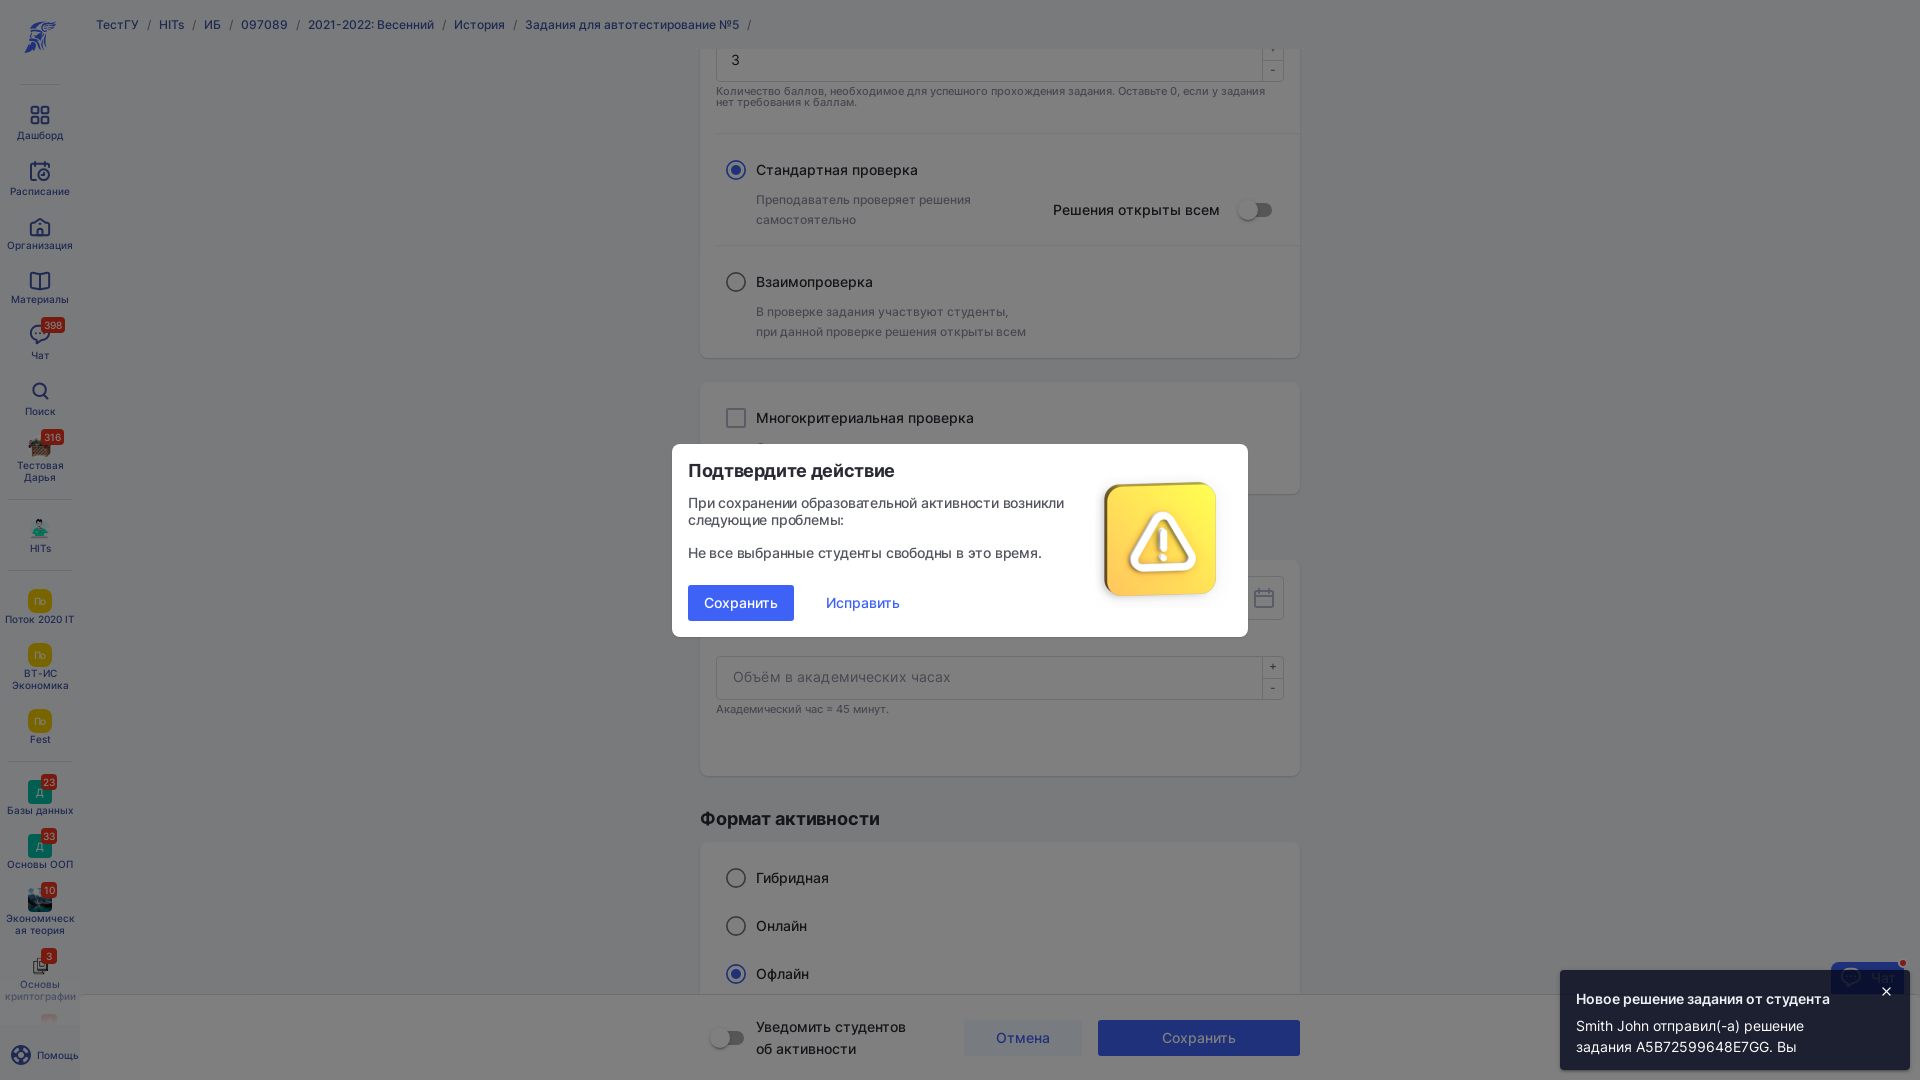 ТестГУ / HITs / ИБ / 097089 / 2021-2022: Весенний / История / Задания для автотестирование №5 /
Дашборд
Расписание
Организация
Материалы
398
Чат
Поиск
316
Тестовая
Дарья
HITs
По
Поток 2020 IT
По
ВТ-ИС
Экономика
По
Fest
23
Д
Базы данных
33
Д
Основы ООП
10
Экономическ
ая теория
3
Основы
криптографии
Помощь
3
-
Количество баллов, необходимое для успешного прохождения задания. Оставьте 0, если у задания
нет требования к баллам.
Стандартная проверка
Преподаватель проверяет решения
самостоятельно
Решения открыты всем
Взаимопроверка
В проверке задания участвуют студенты,
при данной проверке решения открыты всем
Многокритериальная проверка
Подтвердите действие
При сохранении образовательной активности возникли
следующие проблемы:
Не все выбранные студенты свободны в это время.
Сохранить
Исправить
Объём в академических часах
+
-
Академический час = 45 минут.
Формат активности
Гибридная
Онлайн
Офлайн
Уведомить студентов
об активности
Отмена
Сохранить
Чат
Новое решение задания от студента
Smith John отправил(-а) решение
задания A5B72599648E7GG. Вы